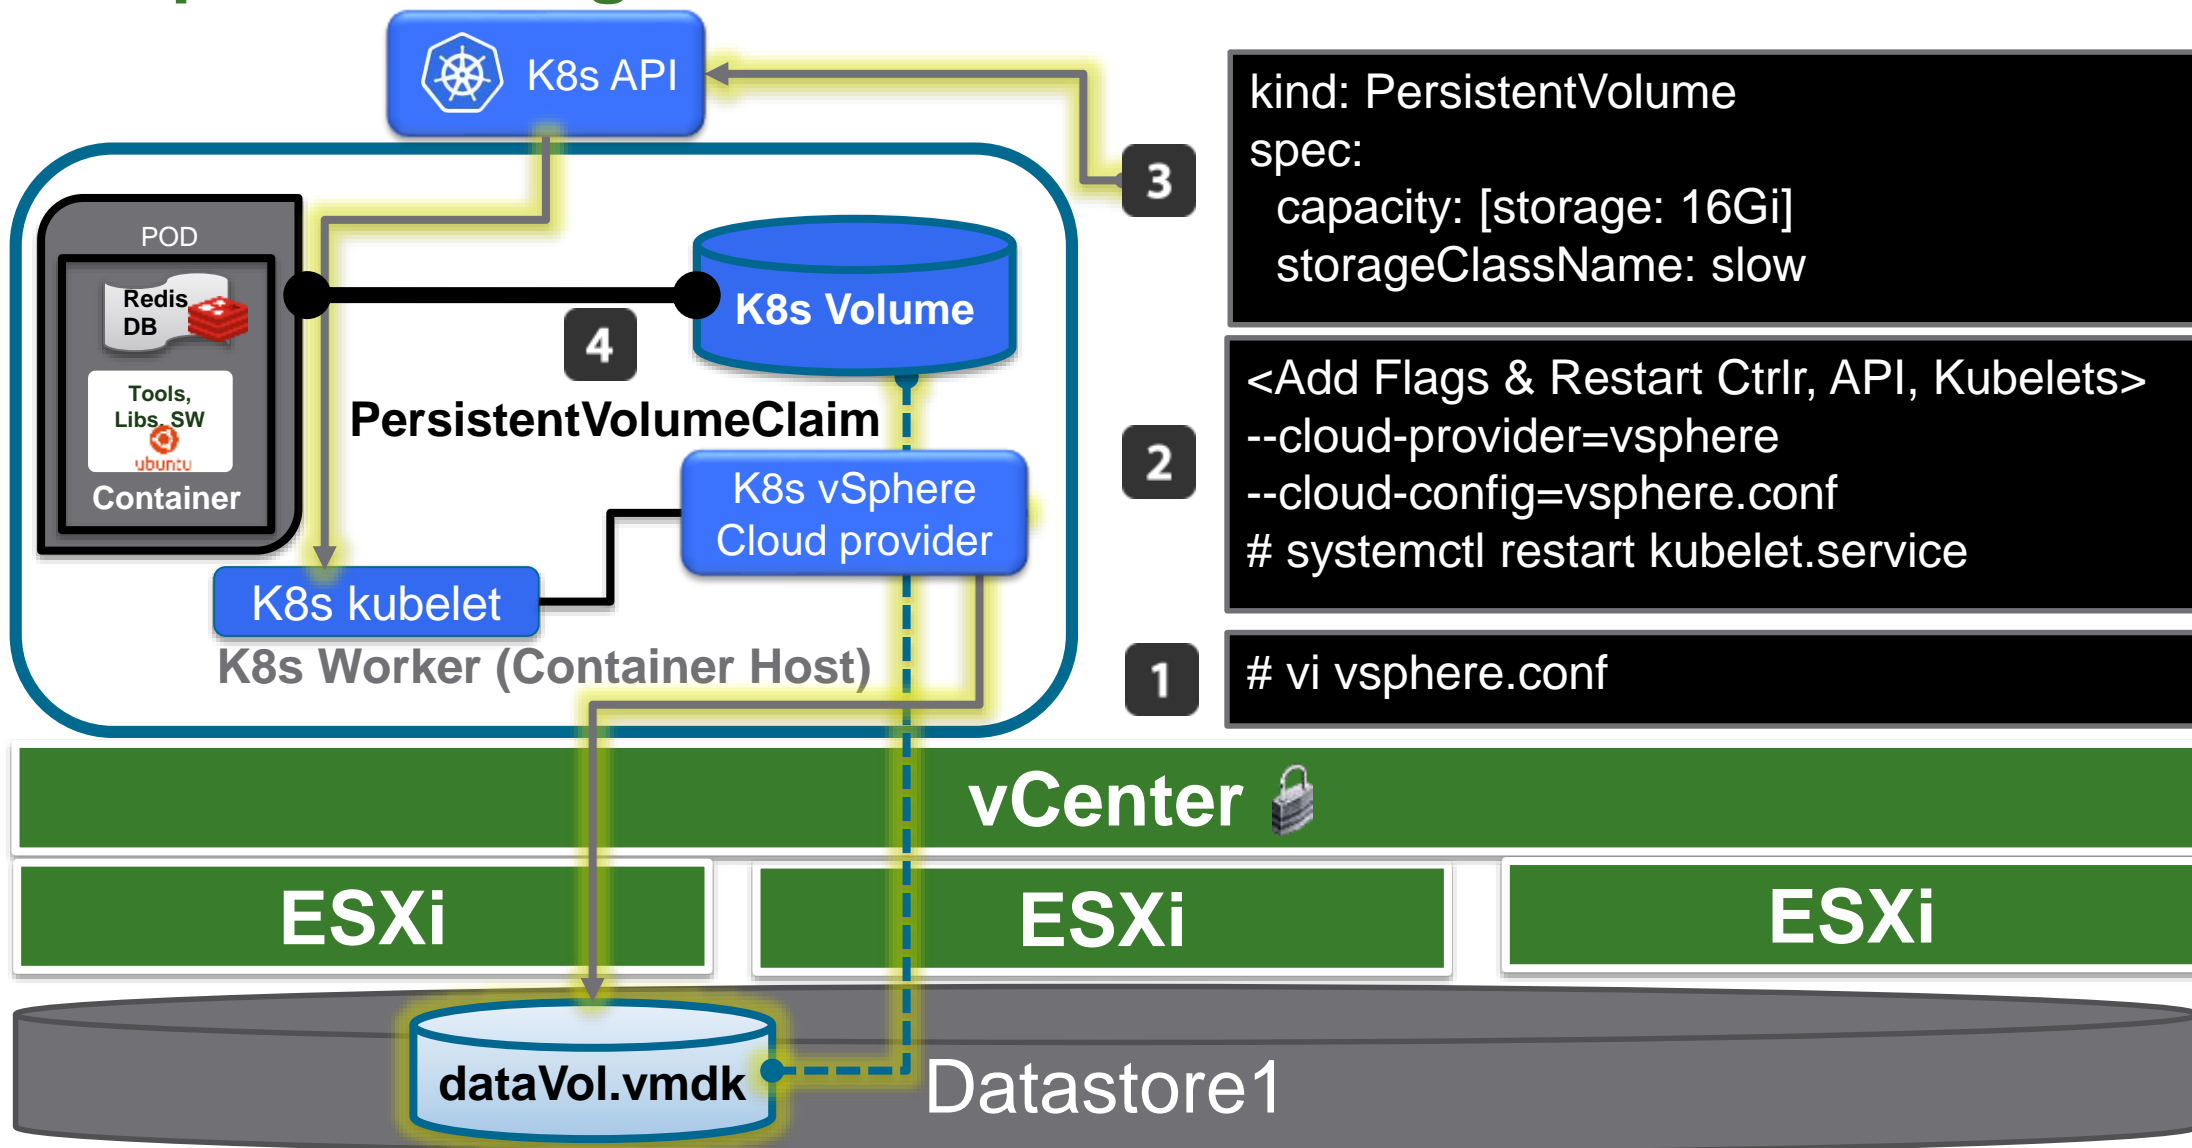 K8s API
kind: PersistentVolume
spec:
capacity: [storage: 16Gi]
storageClassName: slow
3
POD
Redis
DB
Tools,
Libs, SW
ubuntu
Container
K8s Volume
4
PersistentVolumeClaim
K8s vSphere
Cloud provider
K8s kubelet
K8s Worker (Container Host)
2
<Add Flags & Restart Ctrlr, API, Kubelets>
--cloud-provider=vsphere
--cloud-config=vsphere.conf
# systemctl restart kubelet.service
1
# vi vsphere.conf
vCenter
ESXi
ESXi
ESXi
dataVol.vmdk
Datastore1